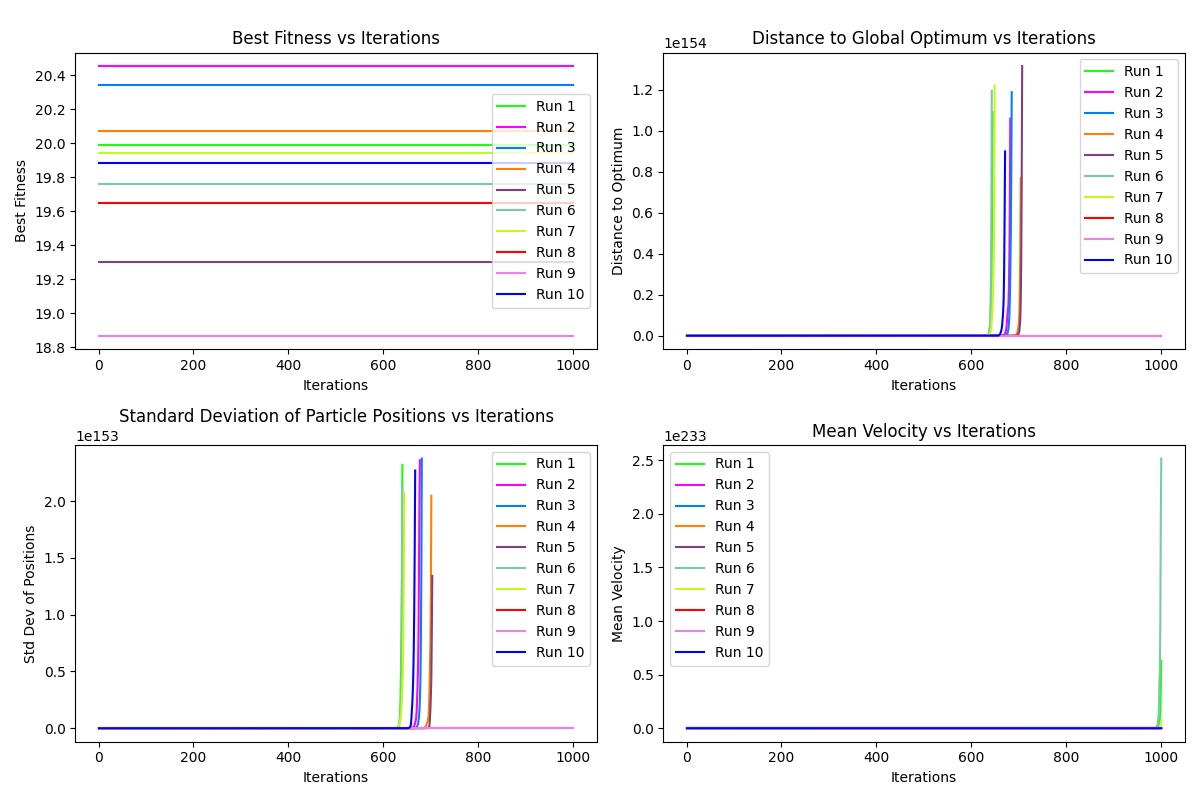 Best Fitness vs Iterations
Best Fitness
20.4
20.2
20.0
19.8
19.6
19.4
19.2
19.0
18.8
0
200
400
600
800
1000
Iterations
Run 1
Run 2
Run 3
Run 4
Run 5
Run 6
Run 7
Run 8
Run 9
Run 10
Distance to Global Optimum vs Iterations
1e154
Distance to Optimum
1.2
1.0
0.8
0.6
0.4
0.2
0.0
0
200
400
600
800
1000
Iterations
Run 1
Run 2
Run 3
Run 4
Run 5
Run 6
Run 7
Run 8
Run 9
Run 10
Standard Deviation of Particle Positions vs Iterations
1e153
Std Dev of Positions
2.0
1.5
1.0
0.5
0.0
0
200
400
600
800
1000
Iterations
Run 1
Run 2
Run 3
Run 4
Run 5
Run 6
Run 7
Run 8
Run 9
Run 10
Mean Velocity vs Iterations
1e233
Mean Velocity
2.5
2.0
1.5
1.0
0.5
0.0
0
200
400
600
800
1000
Iterations
Run 1
Run 2
Run 3
Run 4
Run 5
Run 6
Run 7
Run 8
Run 9
Run 10